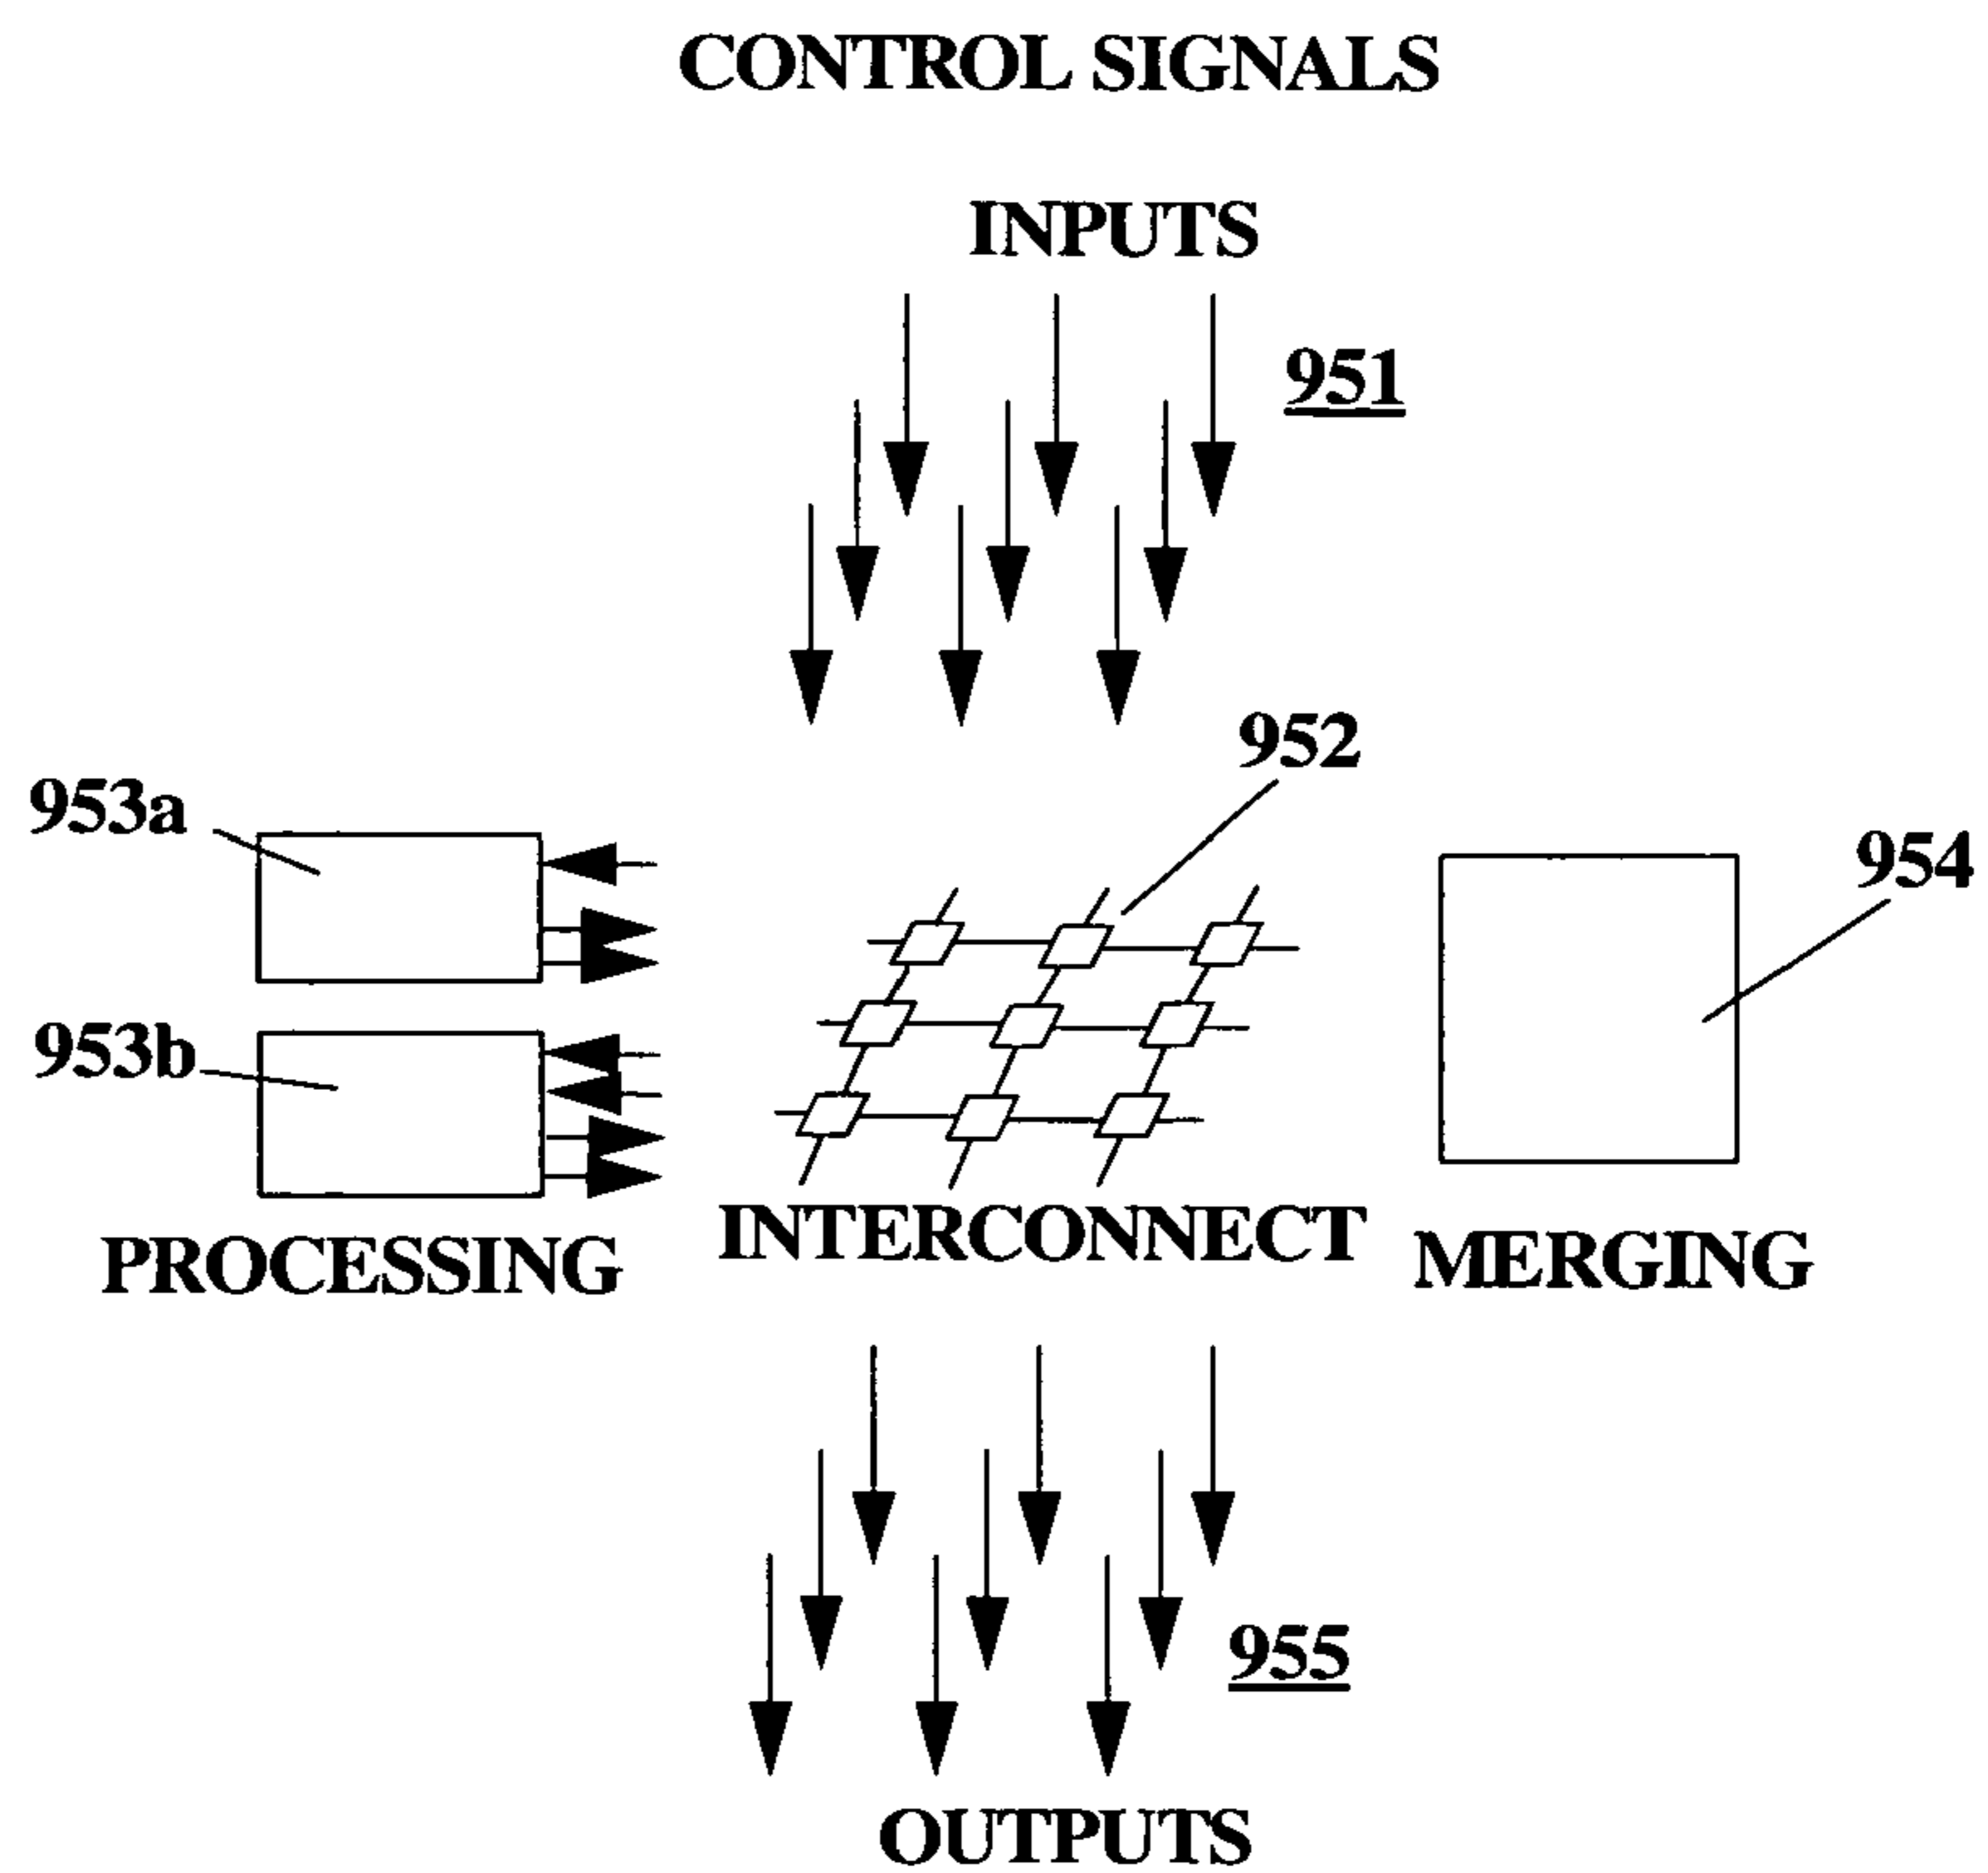 CONTROL SIGNALS
INPUTS
951
952
953a
954
953b
INTERCONNECT
PROCESSING
MERGING
955
OUTPUTS